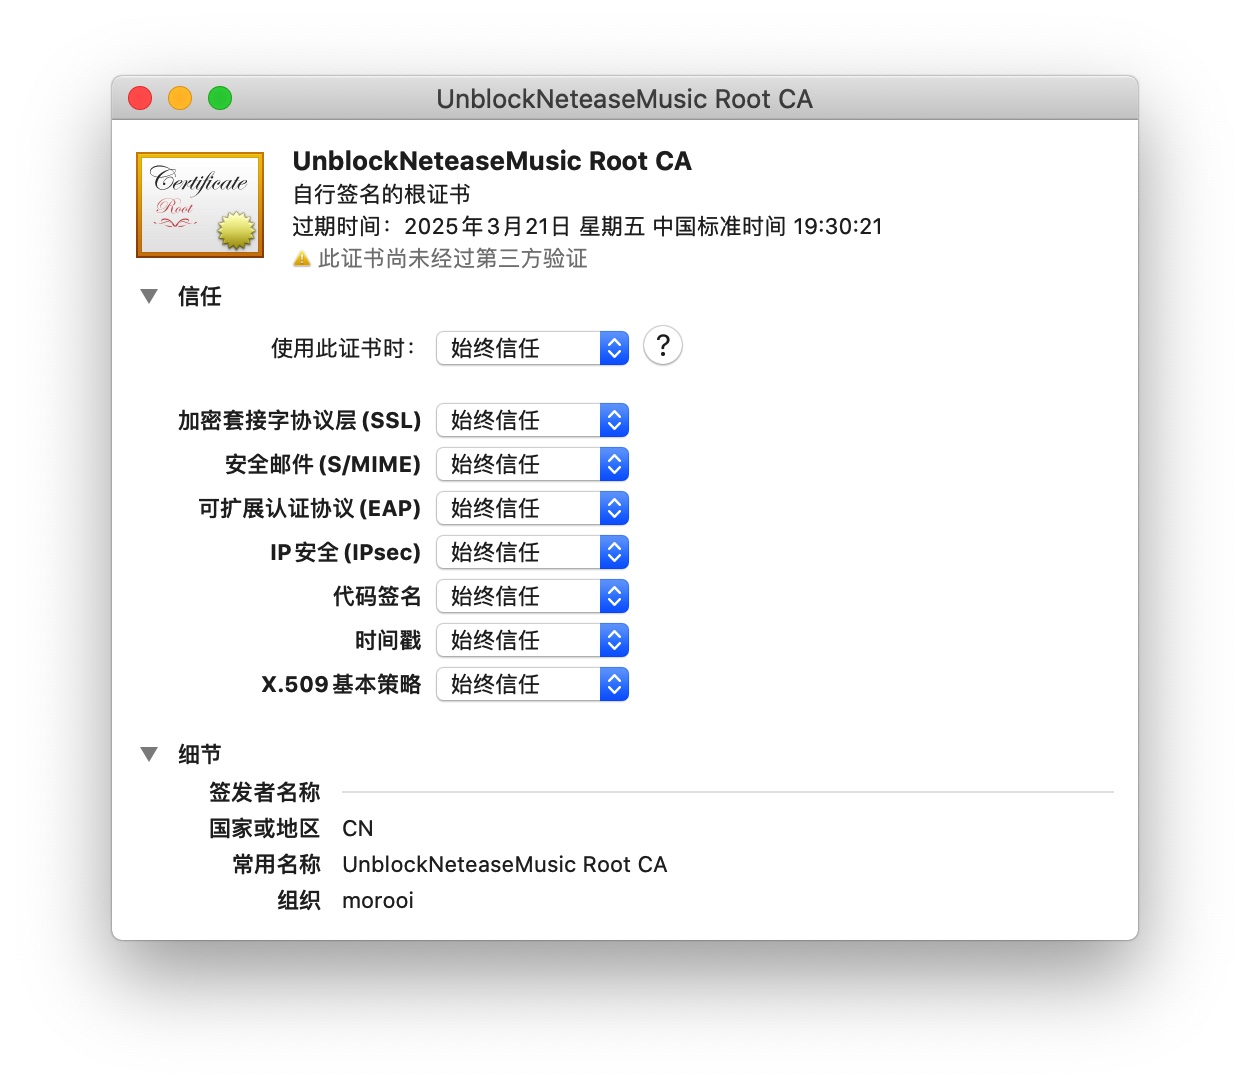 UnblockNeteaseMusic Root CA
Certificate
Root
UnblockNeteaseMusic Root CA
自行签名的根证书
过期时间：2025年3月21日 星期五 中国标准时间 19:30:21
此证书尚未经过第三方验证
信任
使用此证书时： 始终信任 ?
加密套接字协议层 (SSL) 始终信任
安全邮件 (S/MIME) 始终信任
可扩展认证协议 (EAP) 始终信任
IP 安全 (IPsec) 始终信任
代码签名 始终信任
时间戳 始终信任
X.509 基本策略 始终信任
细节
签发者名称
国家或地区 CN
常用名称 UnblockNeteaseMusic Root CA
组织 morooi